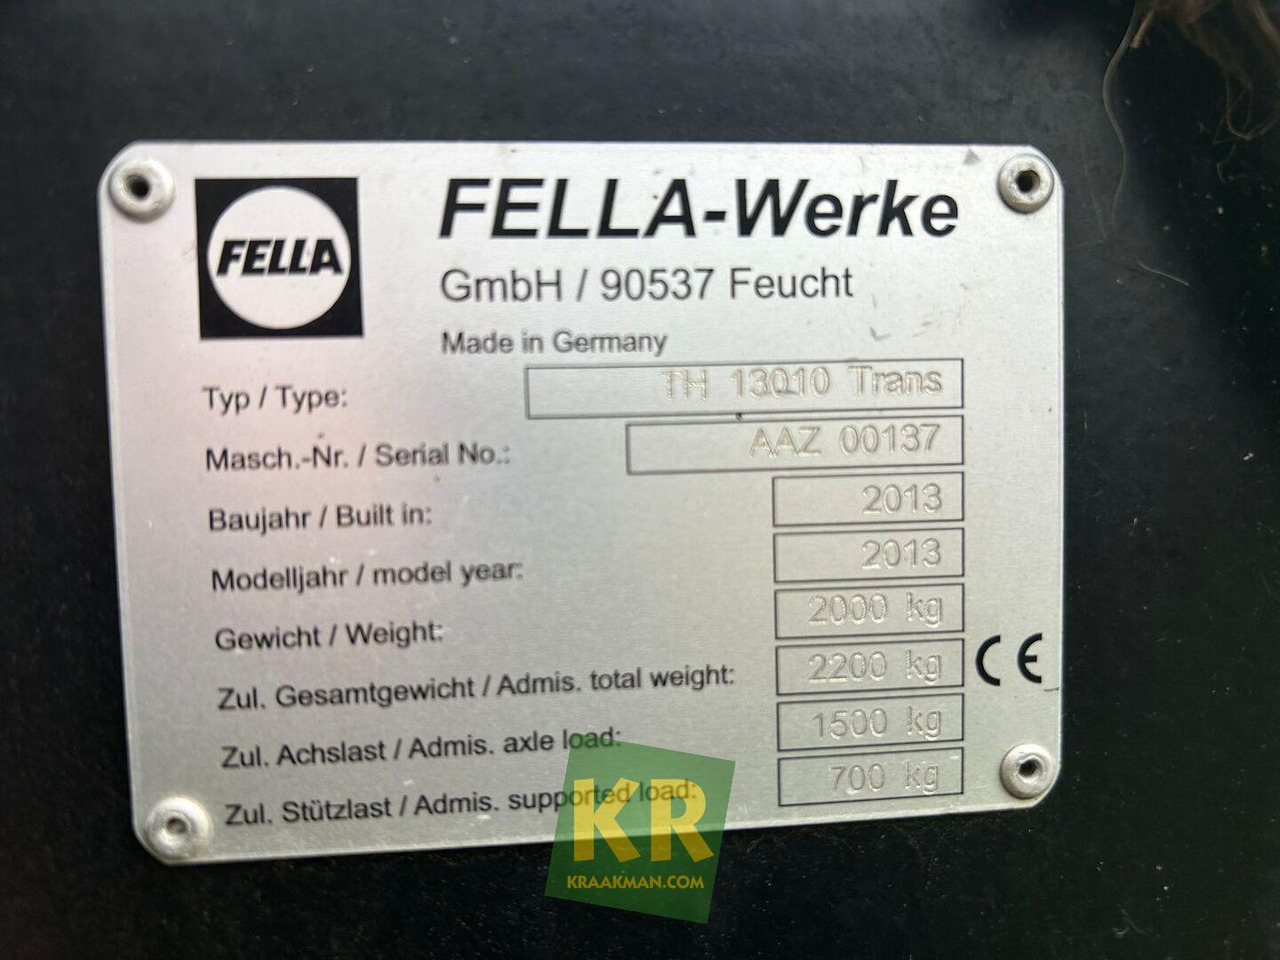 FELLA
FELLA-Werke
GmbH / 90537 Feucht
Made in Germany
Typ / Type: TH 13010 Trans
Masch.-Nr. / Serial No.: AAZ 00137
Baujahr / Built in: 2013
Modelljahr / model year: 2013
Gewicht / Weight: 2000 kg
Zul. Gesamtgewicht / Admis. total weight: 2200 kg
CE
Zul. Achslast / Admis. axle load: 1500 kg
Zul. Stützlast / Admis. supported load: 700 kg
KR
KRAAKMAN.COM